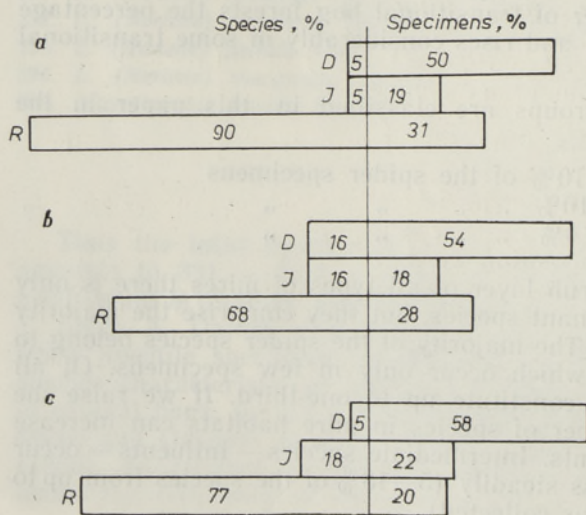 Species, % Specimens, %
a
D 5 50
J 5 19
R 90 31
b
D 16 54
J 16 18
R 68 28
c
D 5 58
J 18 22
R 77 20